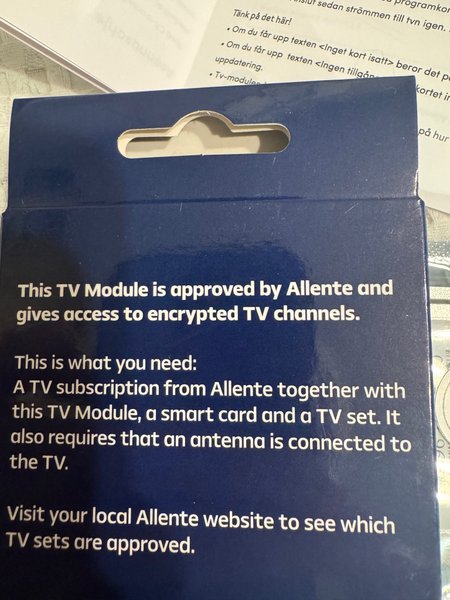 Tänk på det här!
• Om du får upp texten <Inget kort isatt> beror det på
• Om du får upp texten <Ingen tillgång
uppdatering.
på hur
This TV Module is approved by Allente and
gives access to encrypted TV channels.
This is what you need:
A TV subscription from Allente together with
this TV Module, a smart card and a TV set. It
also requires that an antenna is connected to
the TV.
Visit your local Allente website to see which
TV sets are approved.